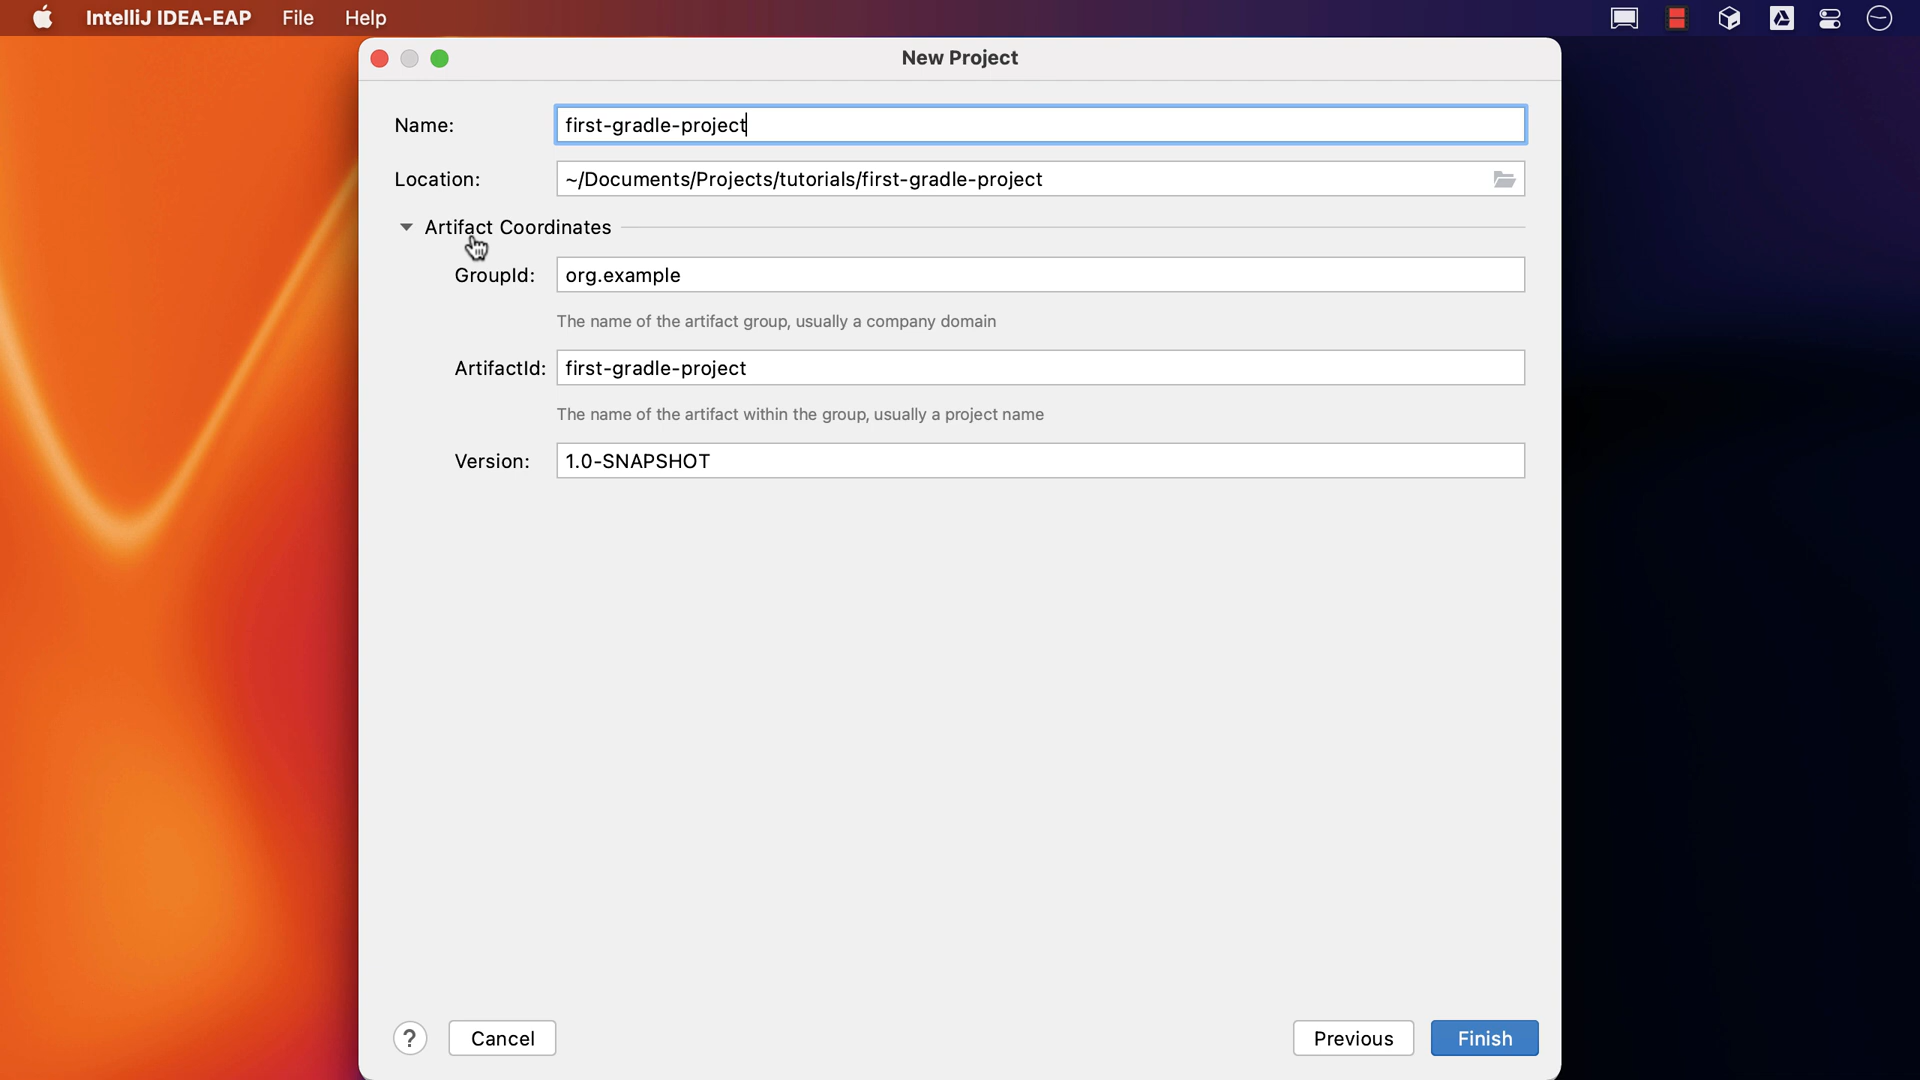 IntelliJ IDEA-EAP File Help
New Project
Name: first-gradle-project
Location: ~/Documents/Projects/tutorials/first-gradle-project
Artifact Coordinates
GroupId: org.example
The name of the artifact group, usually a company domain
ArtifactId: first-gradle-project
The name of the artifact within the group, usually a project name
Version: 1.0-SNAPSHOT
? Cancel Previous Finish